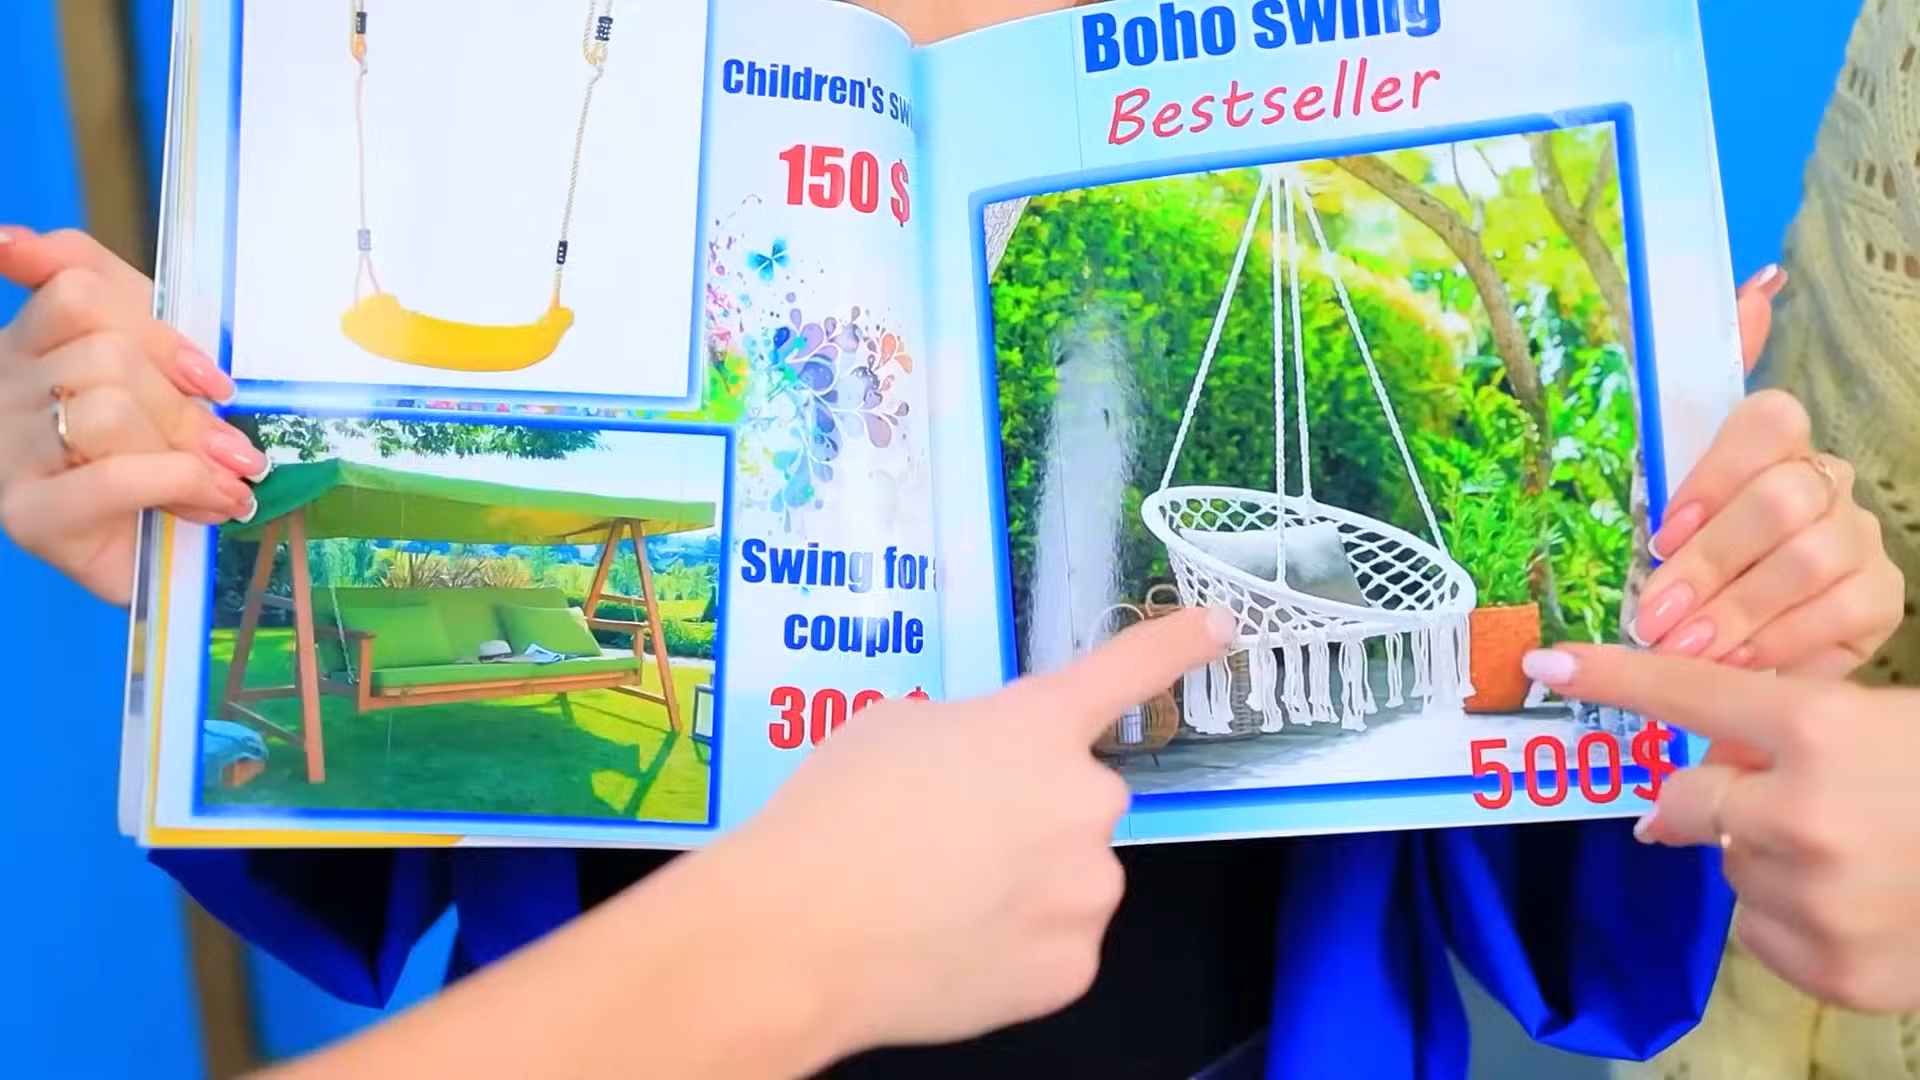 Children's
150 $
Swing for a
couple
Boho swing
Bestseller
500$